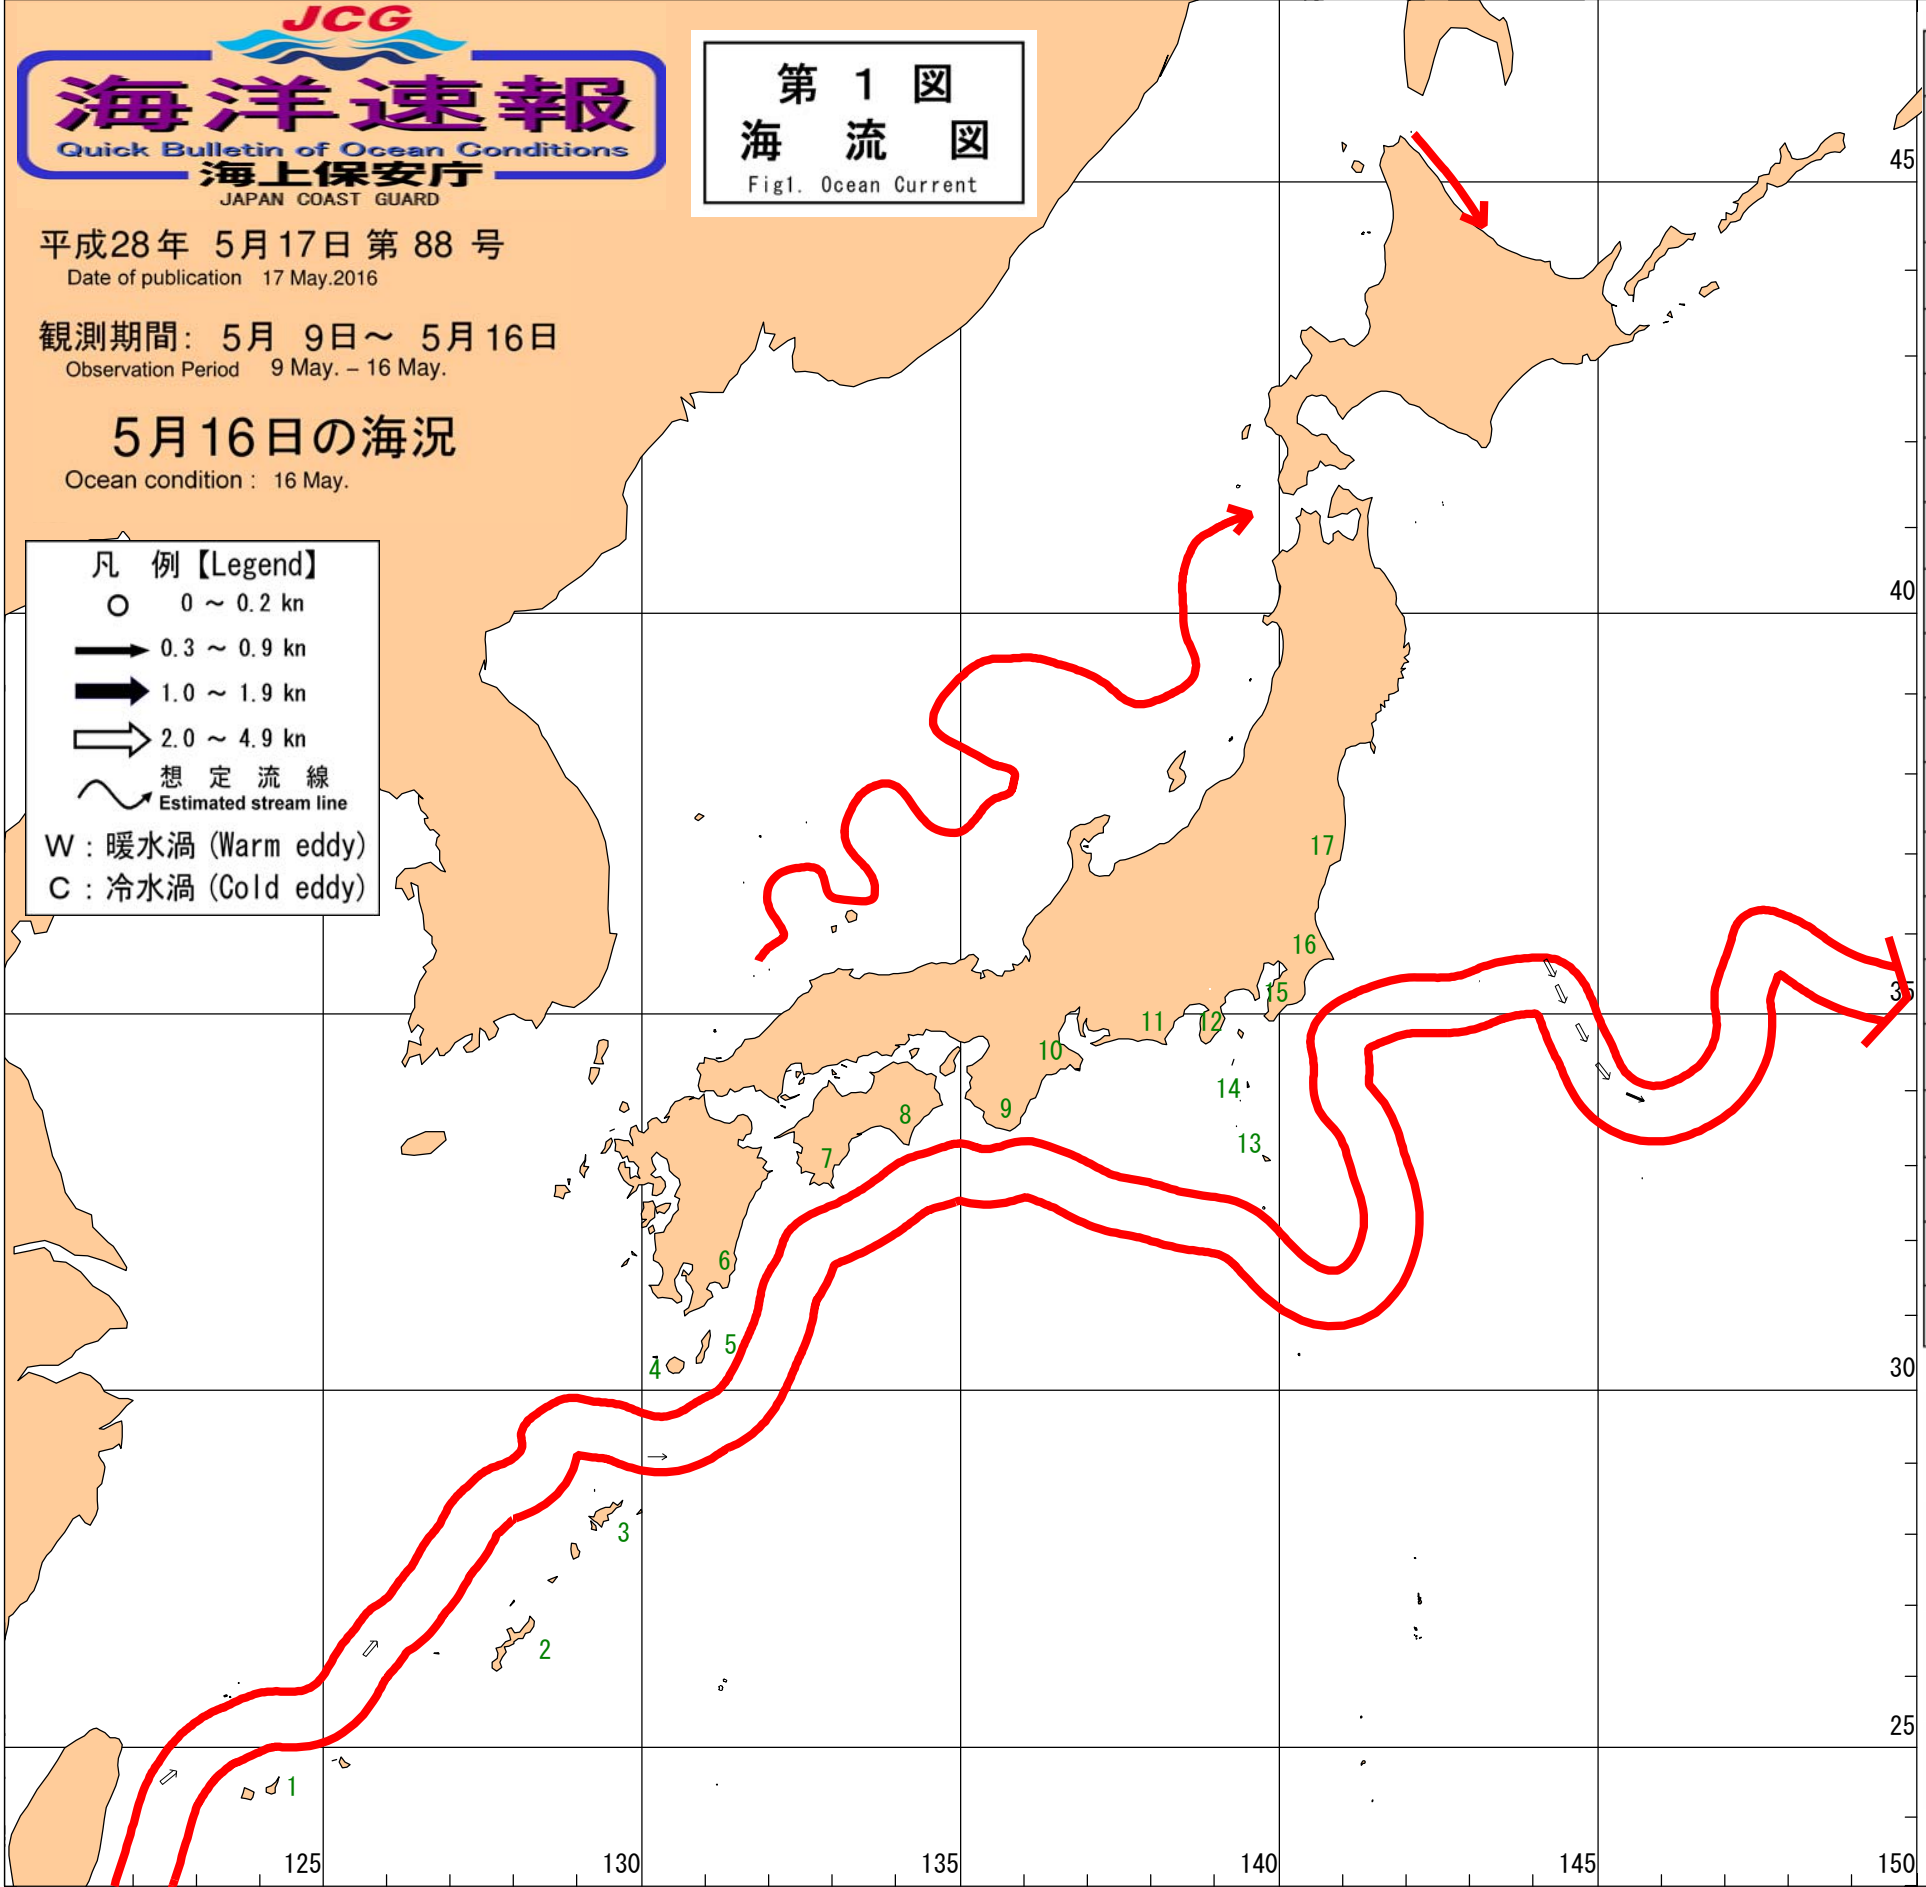 JCG
海洋速報
Quick Bulletin of Ocean Conditions
海上保安庁
JAPAN COAST GUARD
平成28年 5月17日 第 88 号
Date of publication 17 May.2016
観測期間: 5月 9日～ 5月16日
Observation Period 9 May. – 16 May.
5月16日の海況
Ocean condition : 16 May.
第 1 図
海 流 図
Fig1. Ocean Current
凡 例【Legend】
0 ～ 0.2 kn
0.3 ～ 0.9 kn
1.0 ～ 1.9 kn
2.0 ～ 4.9 kn
想 定 流 線
Estimated stream line
W : 暖水渦 (Warm eddy)
C : 冷水渦 (Cold eddy)
45
40
17
16
35
15
11
12
10
14
9
8
13
7
6
5
4
30
3
2
25
1
125
130
135
140
145
150